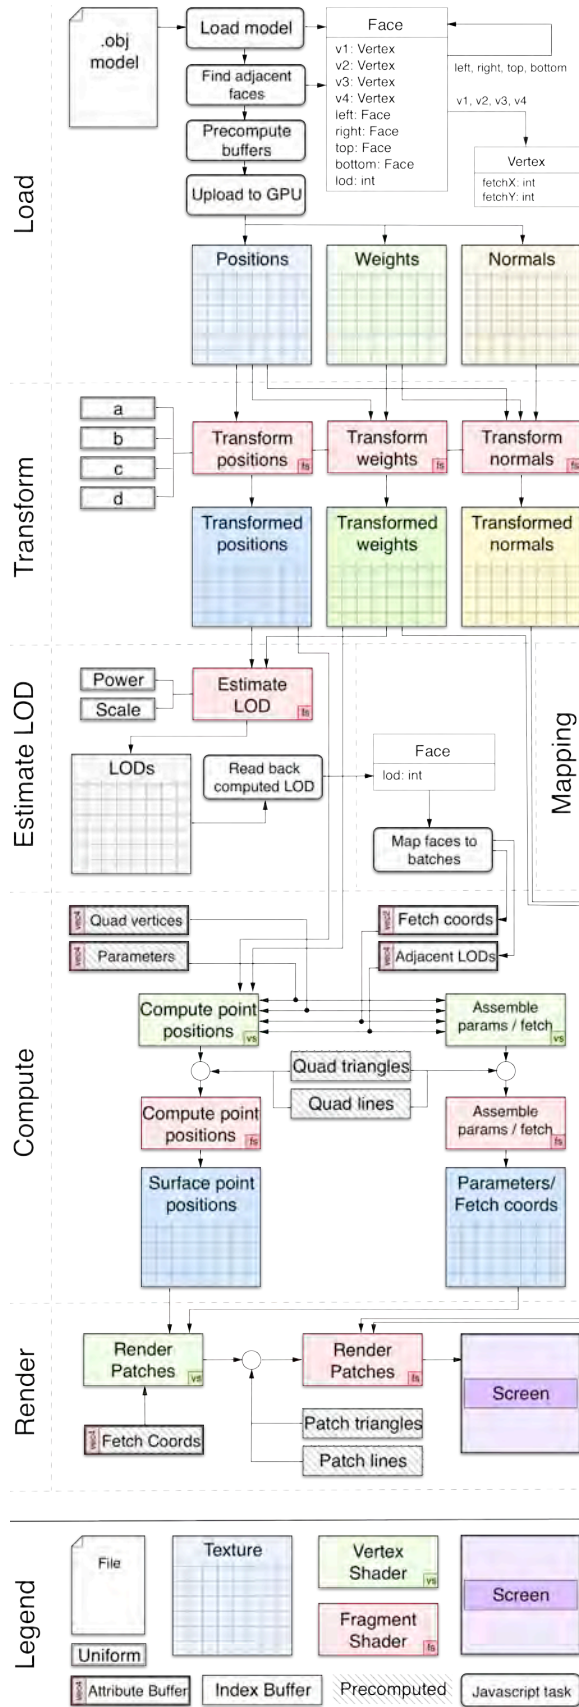 Load
.obj
model
Load model
Find adjacent
faces
Precompute
buffers
Upload to GPU
Face
v1: Vertex
v2: Vertex
v3: Vertex
v4: Vertex
left: Face
right: Face
top: Face
bottom: Face
lod: int
left, right, top, bottom
v1, v2, v3, v4
Vertex
fetchX: int
fetchY: int
Positions
Weights
Normals
Transform
a
b
c
d
Transform
positions
fs
Transform
weights
fs
Transform
normals
fs
Transformed
positions
Transformed
weights
Transformed
normals
Estimate LOD
Power
Scale
Estimate
LOD
fs
LODs
Read back
computed LOD
Face
lod: int
Map faces to
batches
Mapping
Compute
vec4
Quad vertices
vec4
Parameters
vec2
Fetch coords
vec4
Adjacent LODs
Compute point
positions
vs
Assemble
params / fetch
vs
Quad triangles
Quad lines
Compute point
positions
fs
Assemble
params / fetch
fs
Surface point
positions
Parameters/
Fetch coords
Render
Render
Patches
vs
Render
Patches
fs
Screen
vec4
Fetch Coords
Patch triangles
Patch lines
Legend
File
Texture
Vertex
Shader
vs
Screen
Fragment
Shader
fs
Uniform
vec4
Attribute Buffer
Index Buffer
Precomputed
Javascript task